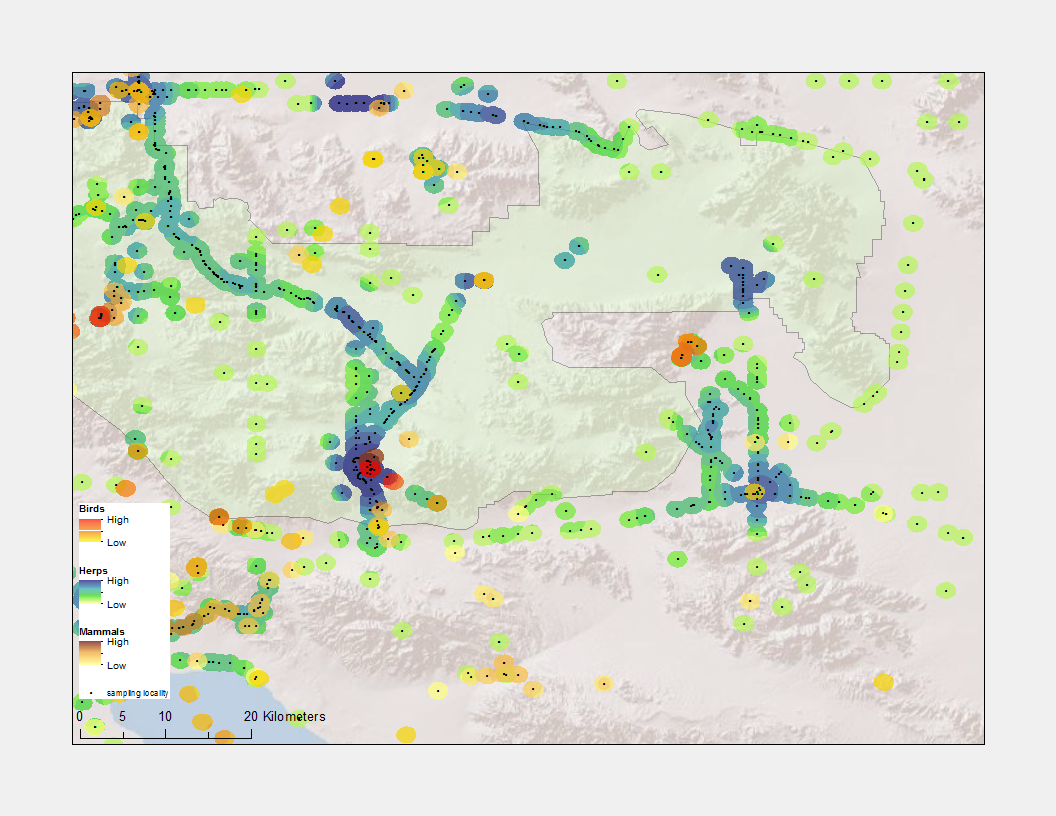 Birds
High
Low
Herps
High
Low
Mammals
High
Low
sampling locality
0 5 10 20 Kilometers